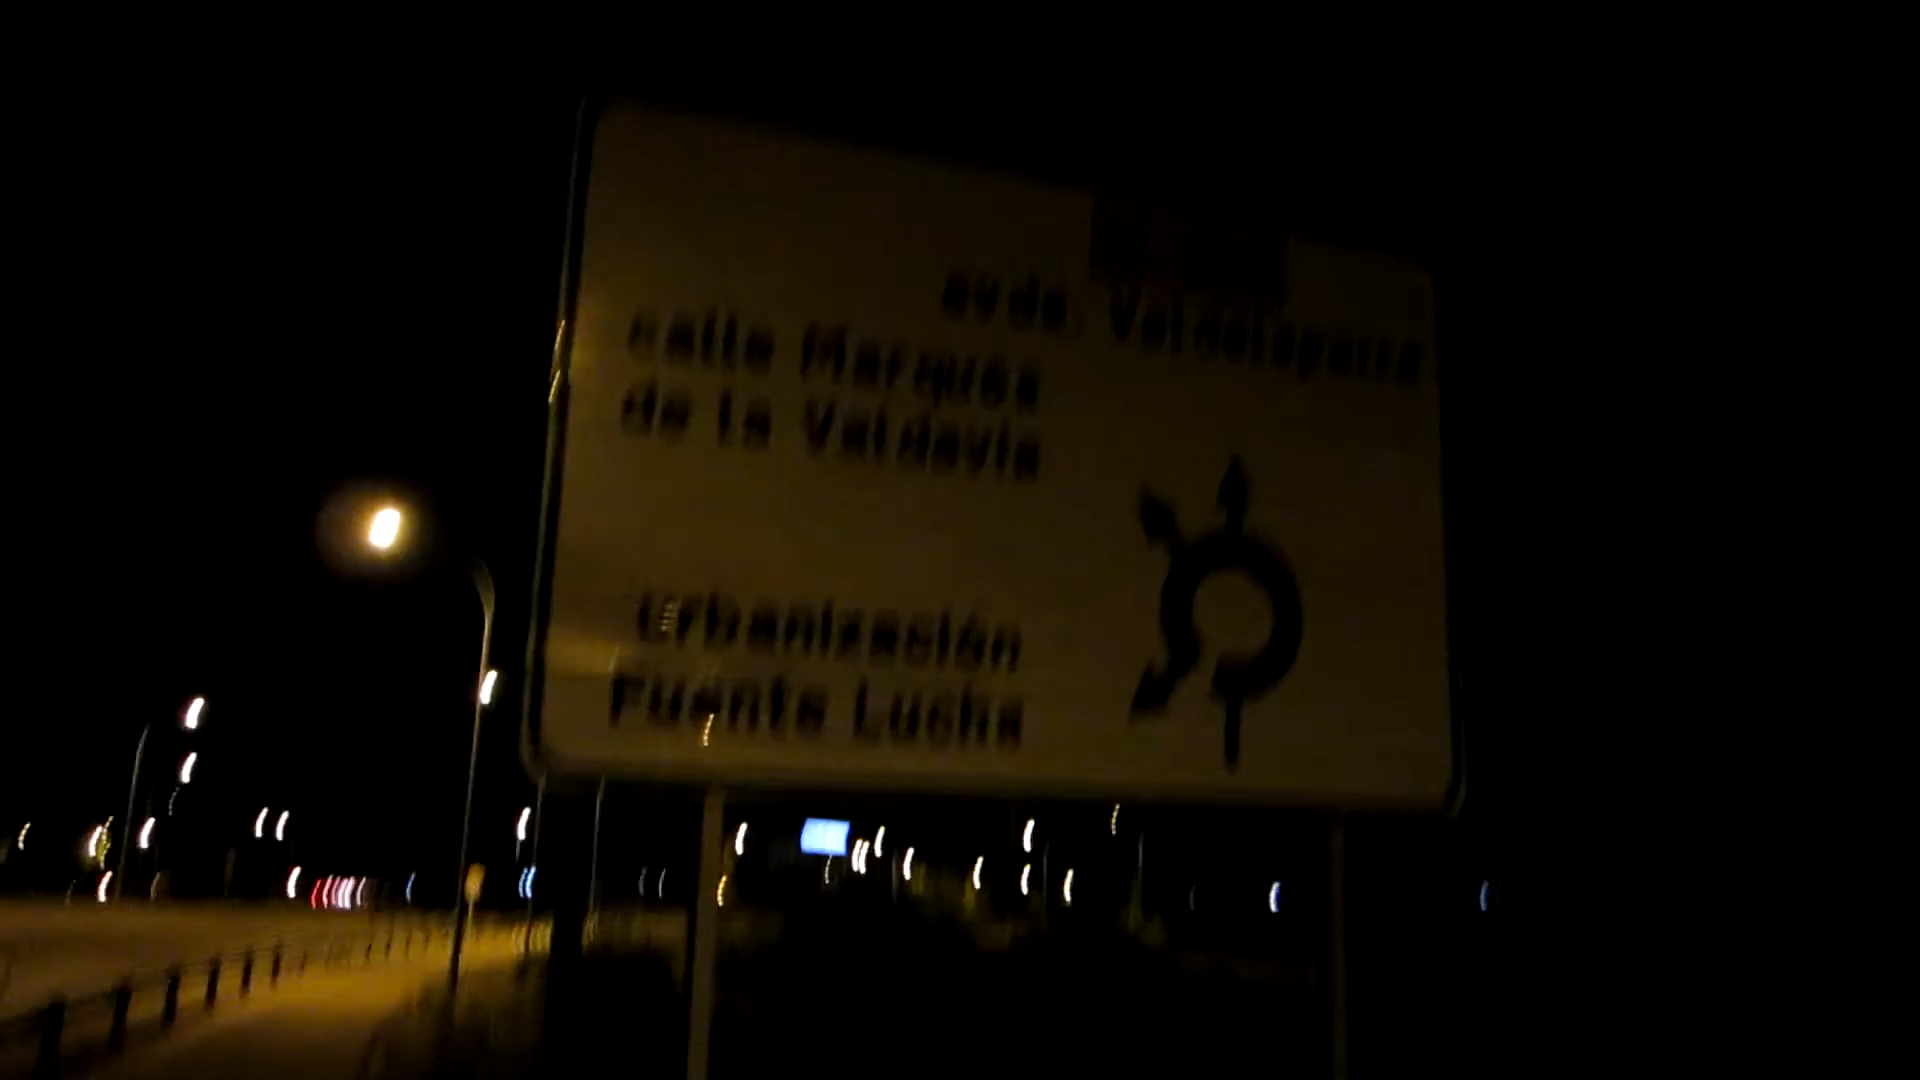 avda. Valdelaparra
calle Marqués
de la Valdavia
urbanización
Fuente Lucha